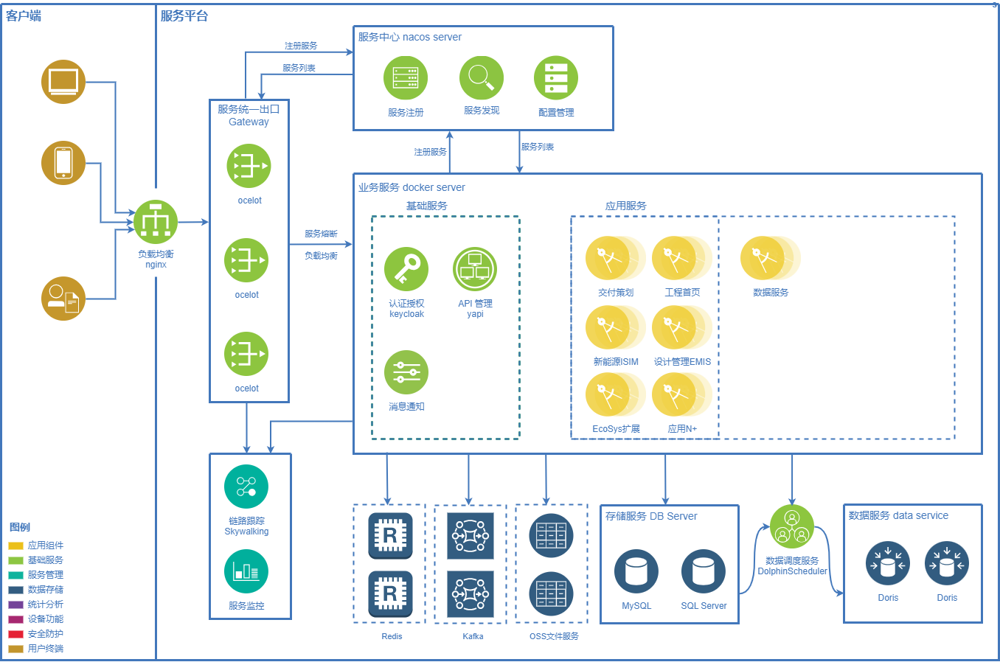 客户端
服务平台
服务中心 nacos server
服务注册
服务发现
配置管理
注册服务
服务列表
服务统一出口
Gateway
ocelot
ocelot
ocelot
注册服务
服务列表
负载均衡
nginx
服务熔断
负载均衡
业务服务 docker server
基础服务
应用服务
认证授权
keycloak
API 管理
yapi
消息通知
交付策划
工程首页
数据服务
新能源ISIM
设计管理EMIS
EcoSys扩展
应用N+
链路跟踪
Skywalking
服务监控
R
R
Redis
Kafka
OSS文件服务
存储服务 DB Server
MySQL
SQL Server
数据调度服务
DolphinScheduler
数据服务 data service
Doris
Doris
图例
应用组件
基础服务
服务管理
数据存储
统计分析
设备功能
安全防护
用户终端